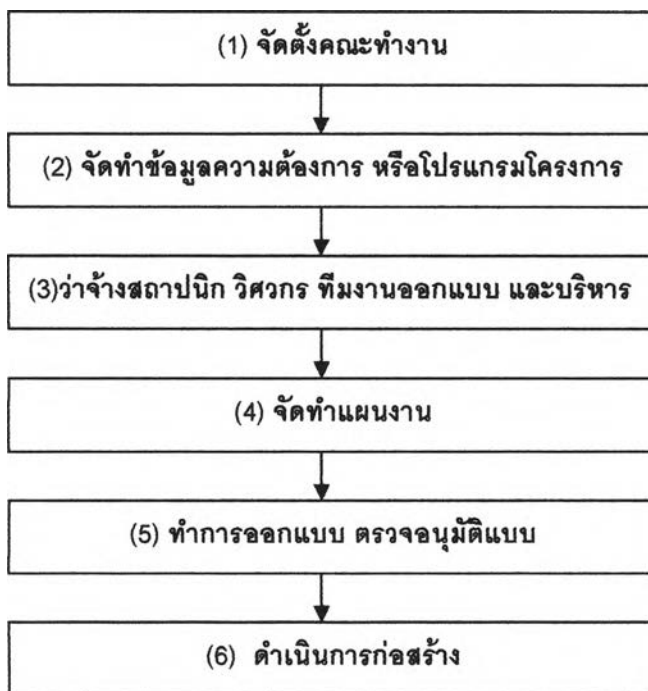 (1) จัดตั้งคณะทำงาน
(2) จัดทำข้อมูลความต้องการ หรือโปรแกรมโครงการ
(3)ว่าจ้างสถาปนิก วิศวกร ทีมงานออกแบบ และบริหาร
(4) จัดทำแผนงาน
(5) ทำการออกแบบ ตรวจอนุมัติแบบ
(6) ดำเนินการก่อสร้าง